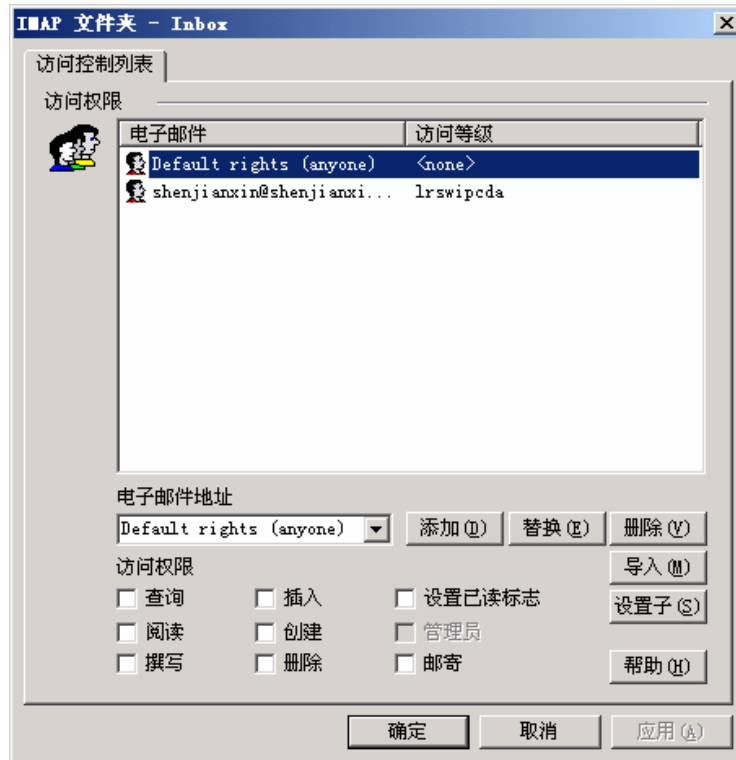 IMAP 文件夹 - Inbox
访问控制列表
访问权限
电子邮件 访问等级
Default rights (anyone) <none>
shenjianxin@shenjianxi... lrswipcda
电子邮件地址
Default rights (anyone) 添加(D) 替换(E) 删除(V)
访问权限 导入(M)
查询 插入 设置已读标志 设置子(S)
阅读 创建 管理员
撰写 删除 邮寄 帮助(H)
确定 取消 应用(A)